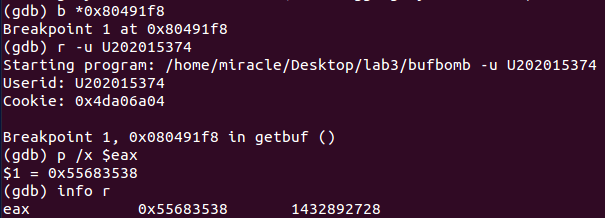 (gdb) b *0x80491f8
Breakpoint 1 at 0x80491f8
(gdb) r -u U202015374
Starting program: /home/miracle/Desktop/lab3/bufbomb -u U202015374
Userid: U202015374
Cookie: 0x4da06a04
Breakpoint 1, 0x080491f8 in getbuf ()
(gdb) p /x $eax
$1 = 0x55683538
(gdb) info r
eax 0x55683538 1432892728